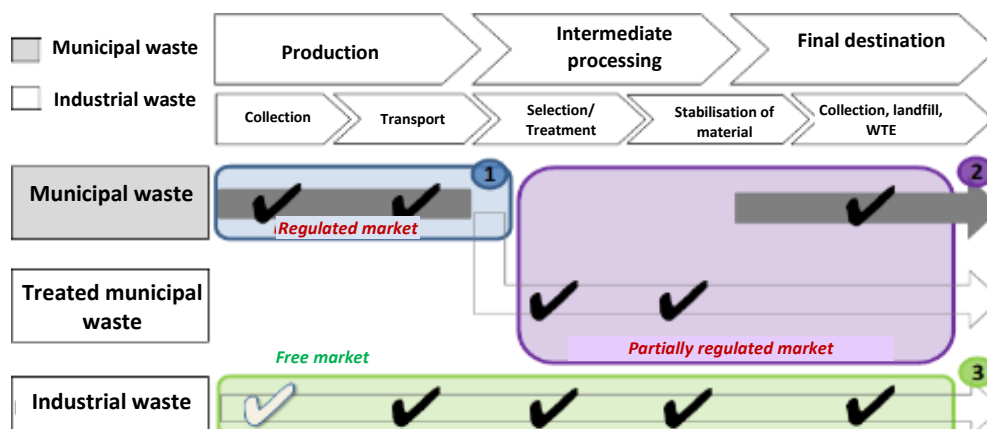 Municipal waste
Industrial waste
Production
Intermediate
processing
Final destination
Collection
Transport
Selection/
Treatment
Stabilisation of
material
Collection, landfill,
WTE
Municipal waste
1
2
Regulated market
Treated municipal
waste
Free market
Partially regulated market
3
Industrial waste